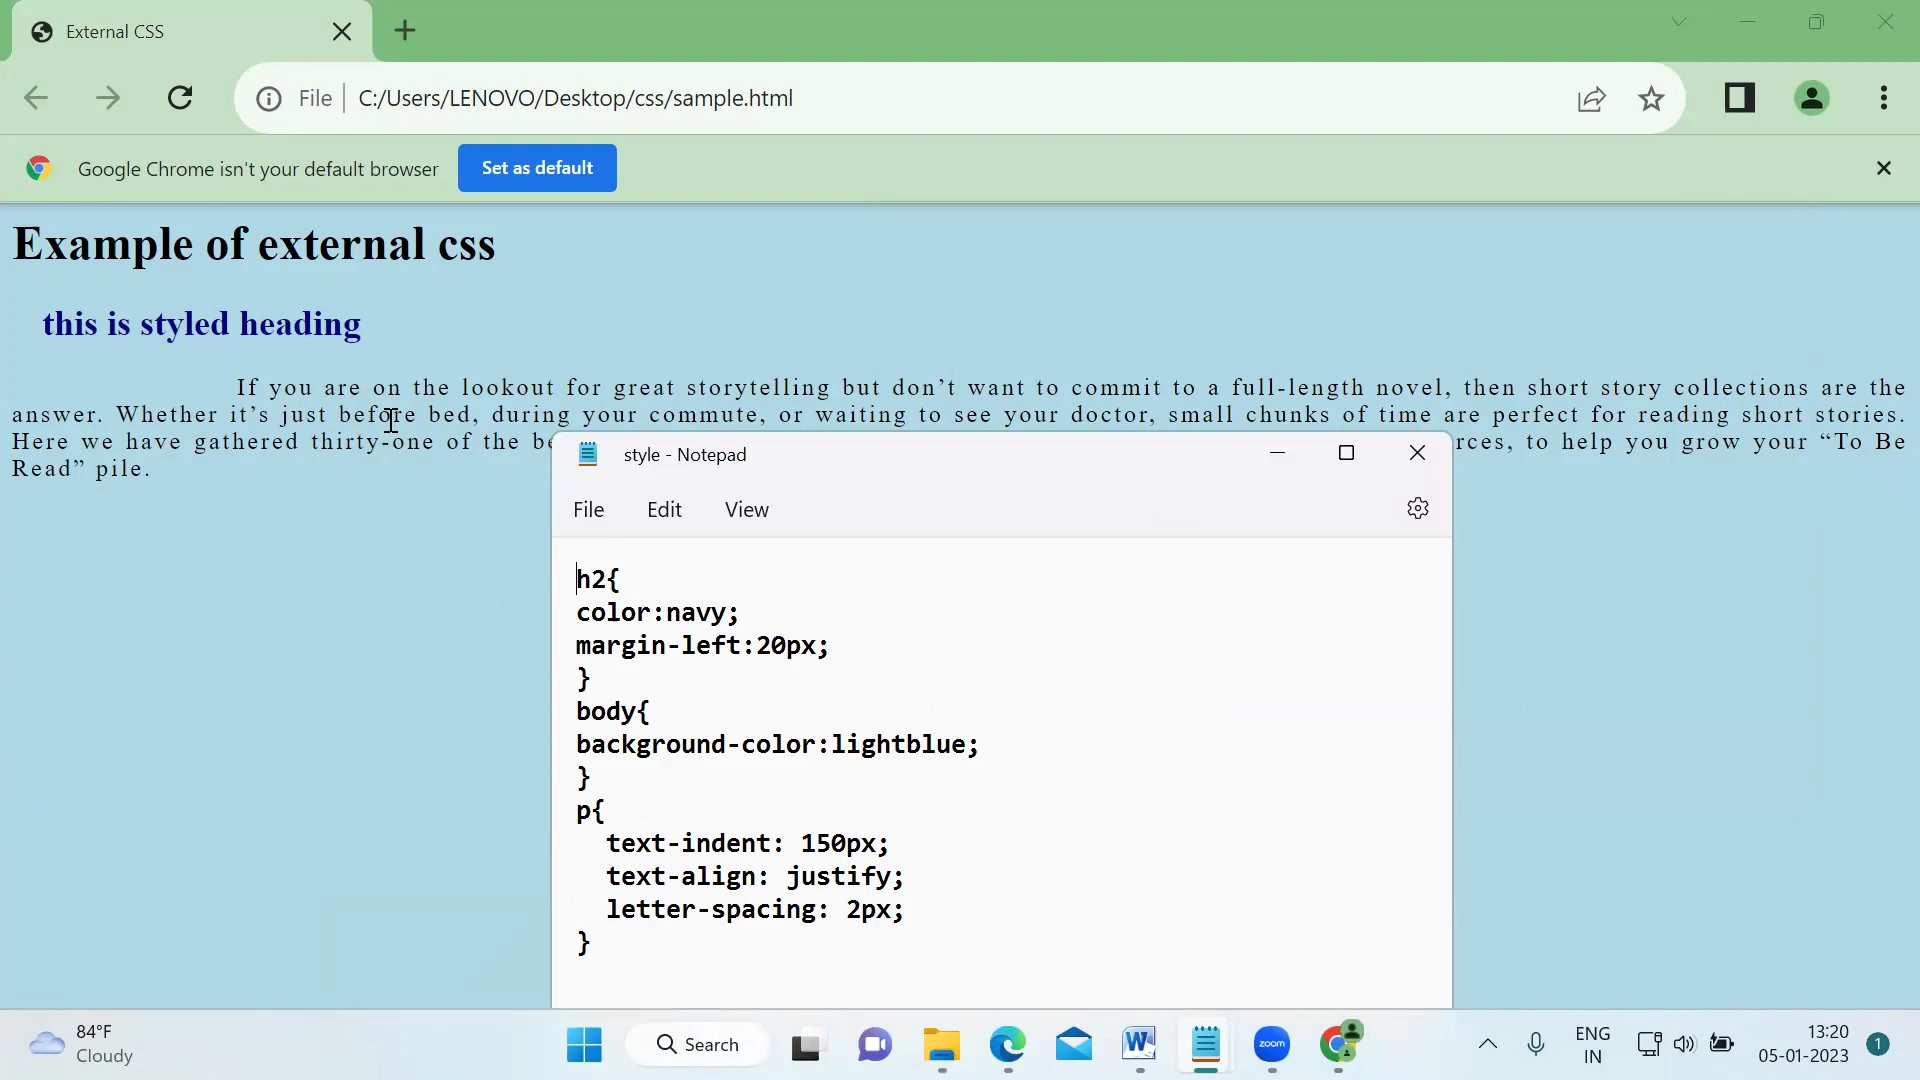 External CSS
File
C:/Users/LENOVO/Desktop/css/sample.html
Google Chrome isn't your default browser
Set as default
Example of external css
this is styled heading
If you are on the lookout for great storytelling but don’t want to commit to a full-length novel, then short story collections are the
answer. Whether it’s just before bed, during your commute, or waiting to see your doctor, small chunks of time are perfect for reading short stories.
Here we have gathered thirty-one of the be
rces, to help you grow your “To Be
Read” pile.
style - Notepad
File Edit View
h2{
color:navy;
margin-left:20px;
}
body{
background-color:lightblue;
}
p{
text-indent: 150px;
text-align: justify;
letter-spacing: 2px;
}
84°F
Cloudy
Search
zoom
ENG
IN
13:20
05-01-2023
1